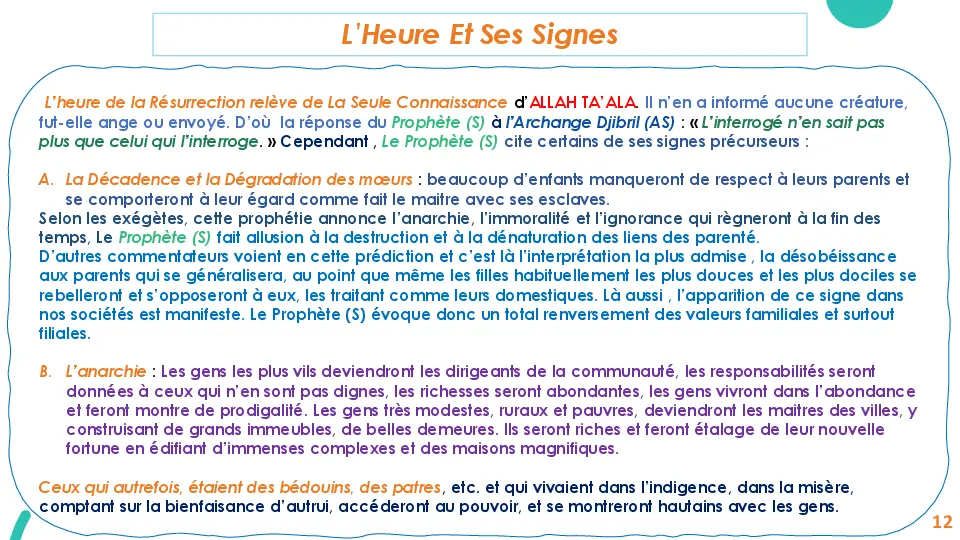 L’Heure Et Ses Signes
L’heure de la Résurrection relève de La Seule Connaissance d’ALLAH TA’ALA. Il n’en a informé aucune créature,
fut-elle ange ou envoyé. D’où la réponse du Prophète (S) à l’Archange Djibril (AS) : « L’interrogé n’en sait pas
plus que celui qui l’interroge. » Cependant , Le Prophète (S) cite certains de ses signes précurseurs :
A. La Décadence et la Dégradation des mœurs : beaucoup d’enfants manqueront de respect à leurs parents et
se comporteront à leur égard comme fait le maitre avec ses esclaves.
Selon les exégètes, cette prophétie annonce l’anarchie, l’immoralité et l’ignorance qui règneront à la fin des
temps, Le Prophète (S) fait allusion à la destruction et à la dénaturation des liens des parenté.
D’autres commentateurs voient en cette prédiction et c’est là l’interprétation la plus admise , la désobéissance
aux parents qui se généralisera, au point que même les filles habituellement les plus douces et les plus dociles se
rebelleront et s’opposeront à eux, les traitant comme leurs domestiques. Là aussi , l’apparition de ce signe dans
nos sociétés est manifeste. Le Prophète (S) évoque donc un total renversement des valeurs familiales et surtout
filiales.
B. L’anarchie : Les gens les plus vils deviendront les dirigeants de la communauté, les responsabilités seront
données à ceux qui n’en sont pas dignes, les richesses seront abondantes, les gens vivront dans l’abondance
et feront montre de prodigalité. Les gens très modestes, ruraux et pauvres, deviendront les maitres des villes, y
construisant de grands immeubles, de belles demeures. Ils seront riches et feront étalage de leur nouvelle
fortune en édifiant d’immenses complexes et des maisons magnifiques.
Ceux qui autrefois, étaient des bédouins, des patres, etc. et qui vivaient dans l’indigence, dans la misère,
comptant sur la bienfaisance d’autrui, accéderont au pouvoir, et se montreront hautains avec les gens.
12